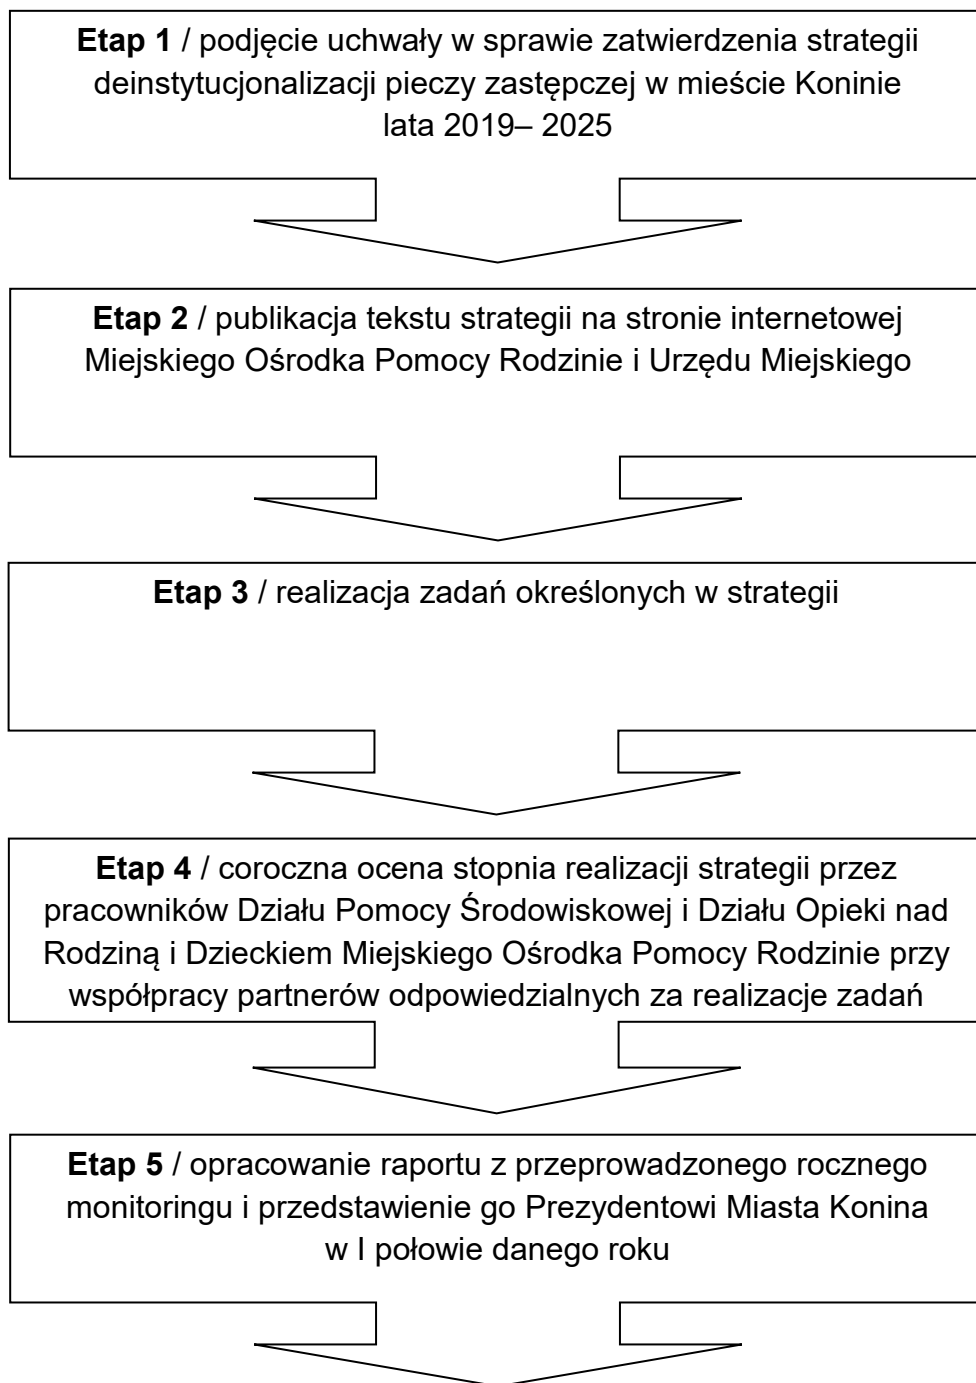 Etap 1 / podjęcie uchwały w sprawie zatwierdzenia strategii
deinstytucjonalizacji pieczy zastępczej w mieście Koninie
lata 2019– 2025
Etap 2 / publikacja tekstu strategii na stronie internetowej
Miejskiego Ośrodka Pomocy Rodzinie i Urzędu Miejskiego
Etap 3 / realizacja zadań określonych w strategii
Etap 4 / coroczna ocena stopnia realizacji strategii przez
pracowników Działu Pomocy Środowiskowej i Działu Opieki nad
Rodziną i Dzieckiem Miejskiego Ośrodka Pomocy Rodzinie przy
współpracy partnerów odpowiedzialnych za realizacje zadań
Etap 5 / opracowanie raportu z przeprowadzonego rocznego
monitoringu i przedstawienie go Prezydentowi Miasta Konina
w I połowie danego roku